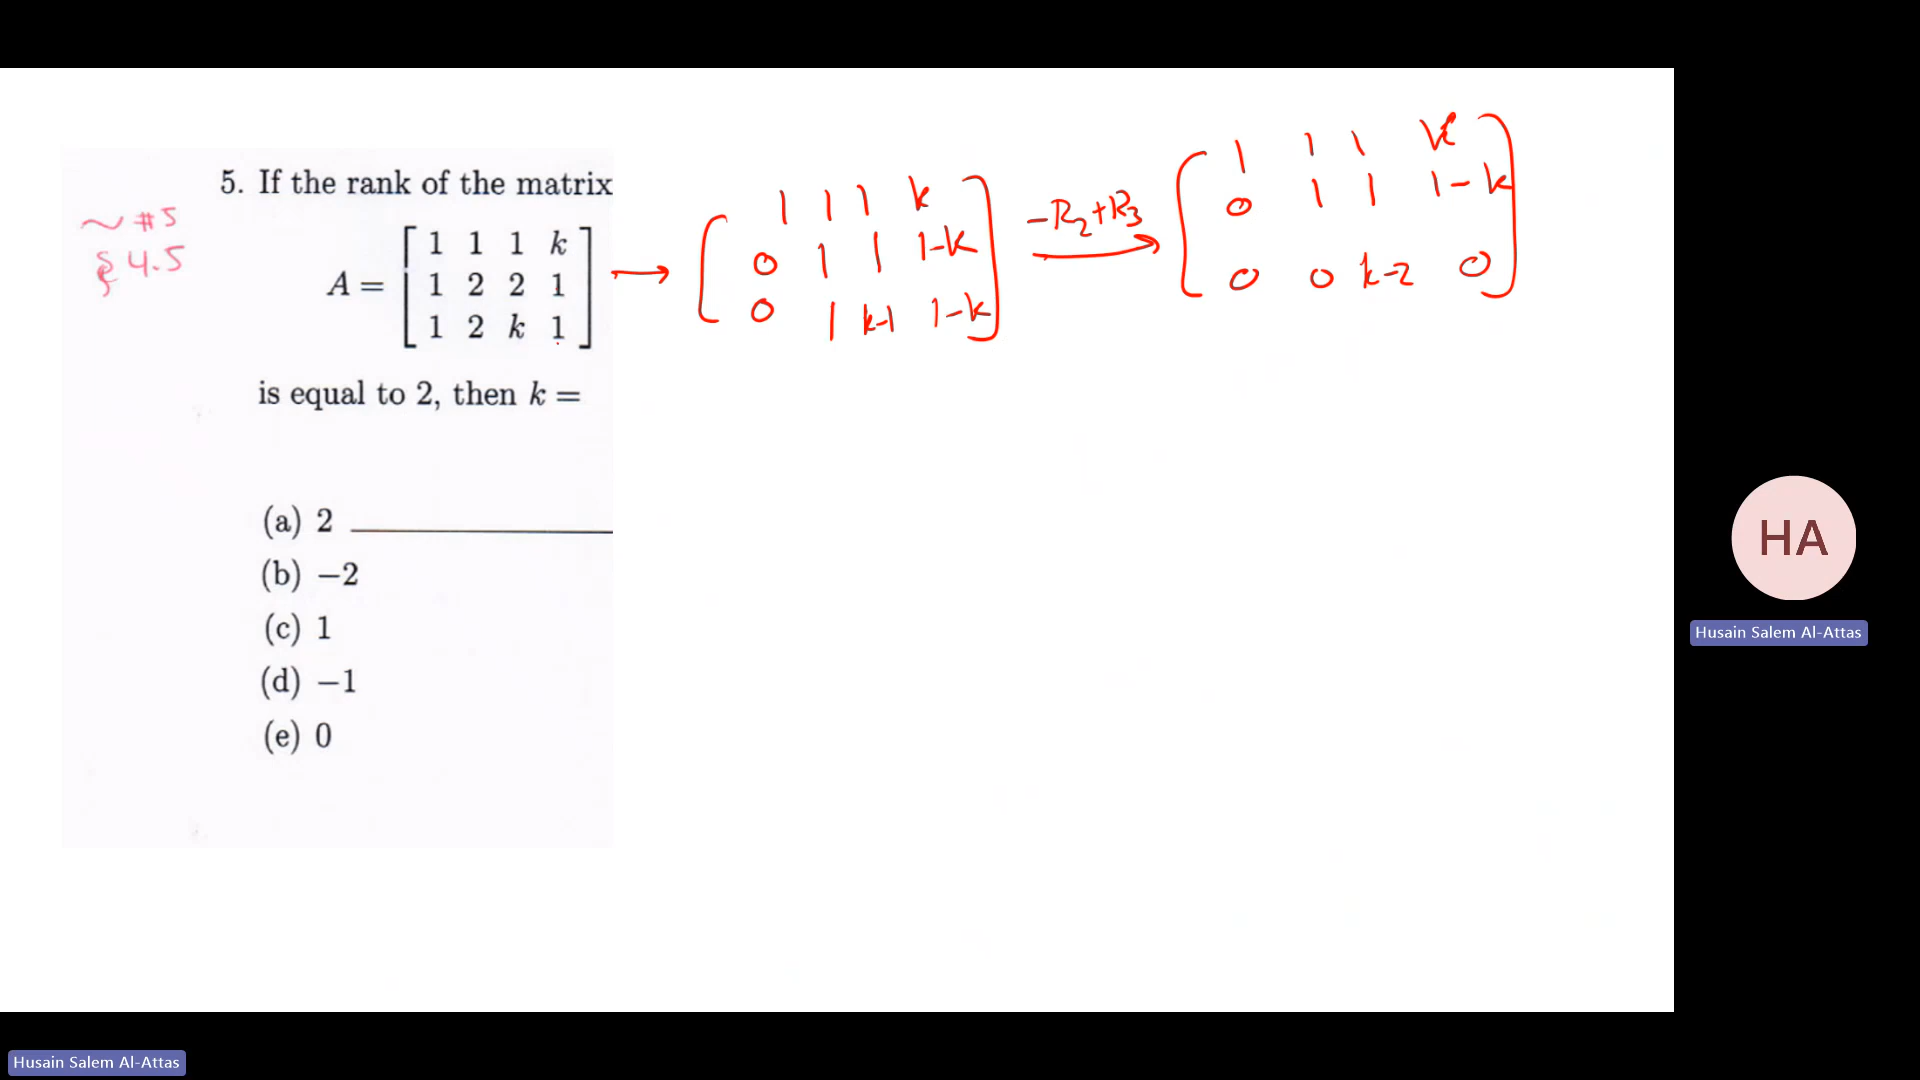 5. If the rank of the matrix
~ #5
§ 4.5
A = [ 1 1 1 k
1 2 2 1
1 2 k 1 ]
→
[ 1 1 1 k
0 1 1 1-k
0 1 k-1 1-k ]
-R2+R3 →
[ 1 1 1 k
0 1 1 1-k
0 0 k-2 0 ]
is equal to 2, then k =
(a) 2
(b) −2
(c) 1
(d) −1
(e) 0
HA
Husain Salem Al-Attas
Husain Salem Al-Attas